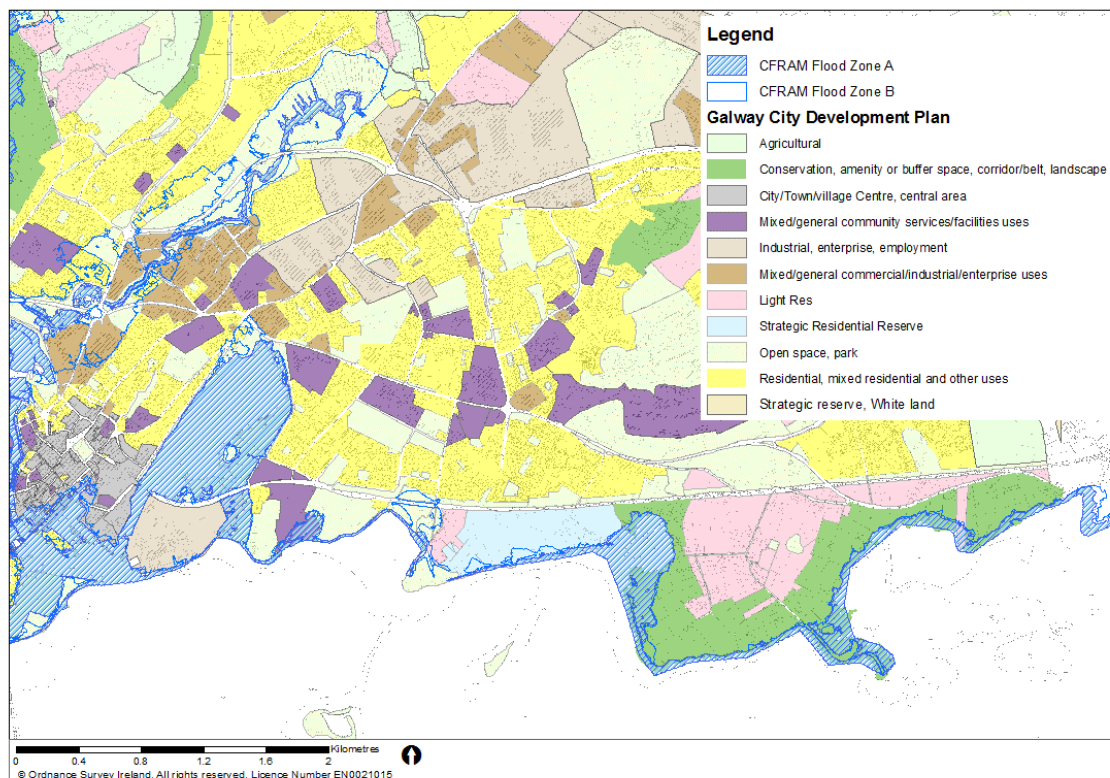 Legend
CFRAM Flood Zone A
CFRAM Flood Zone B
Galway City Development Plan
Agricultural
Conservation, amenity or buffer space, corridor/belt, landscape
City/Town/village Centre, central area
Mixed/general community services/facilities uses
Industrial, enterprise, employment
Mixed/general commercial/industrial/enterprise uses
Light Res
Strategic Residential Reserve
Open space, park
Residential, mixed residential and other uses
Strategic reserve, White land
Kilometres
0 0.4 0.8 1.2 1.6 2
© Ordnance Survey Ireland. All rights reserved. Licence Number EN0021015